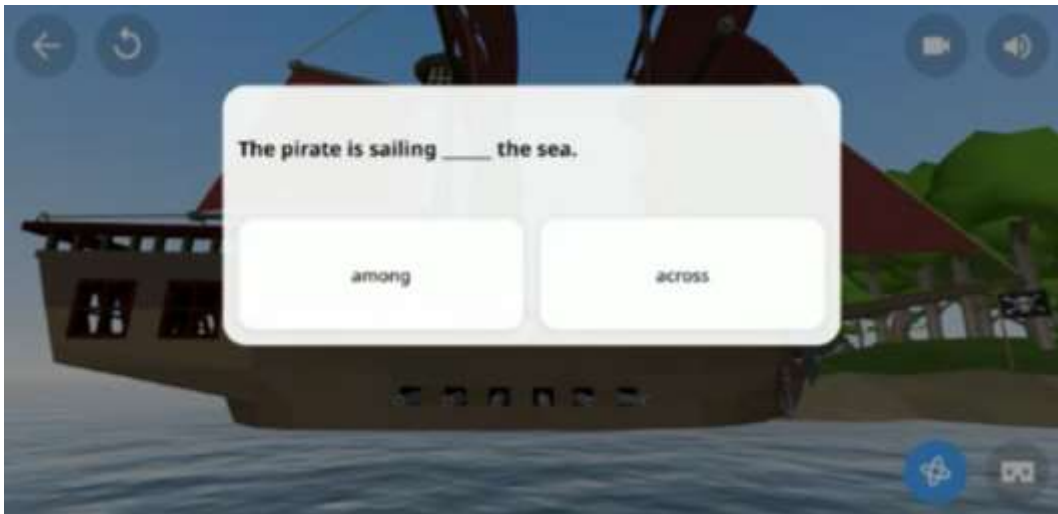 The pirate is sailing _____ the sea.
among
across